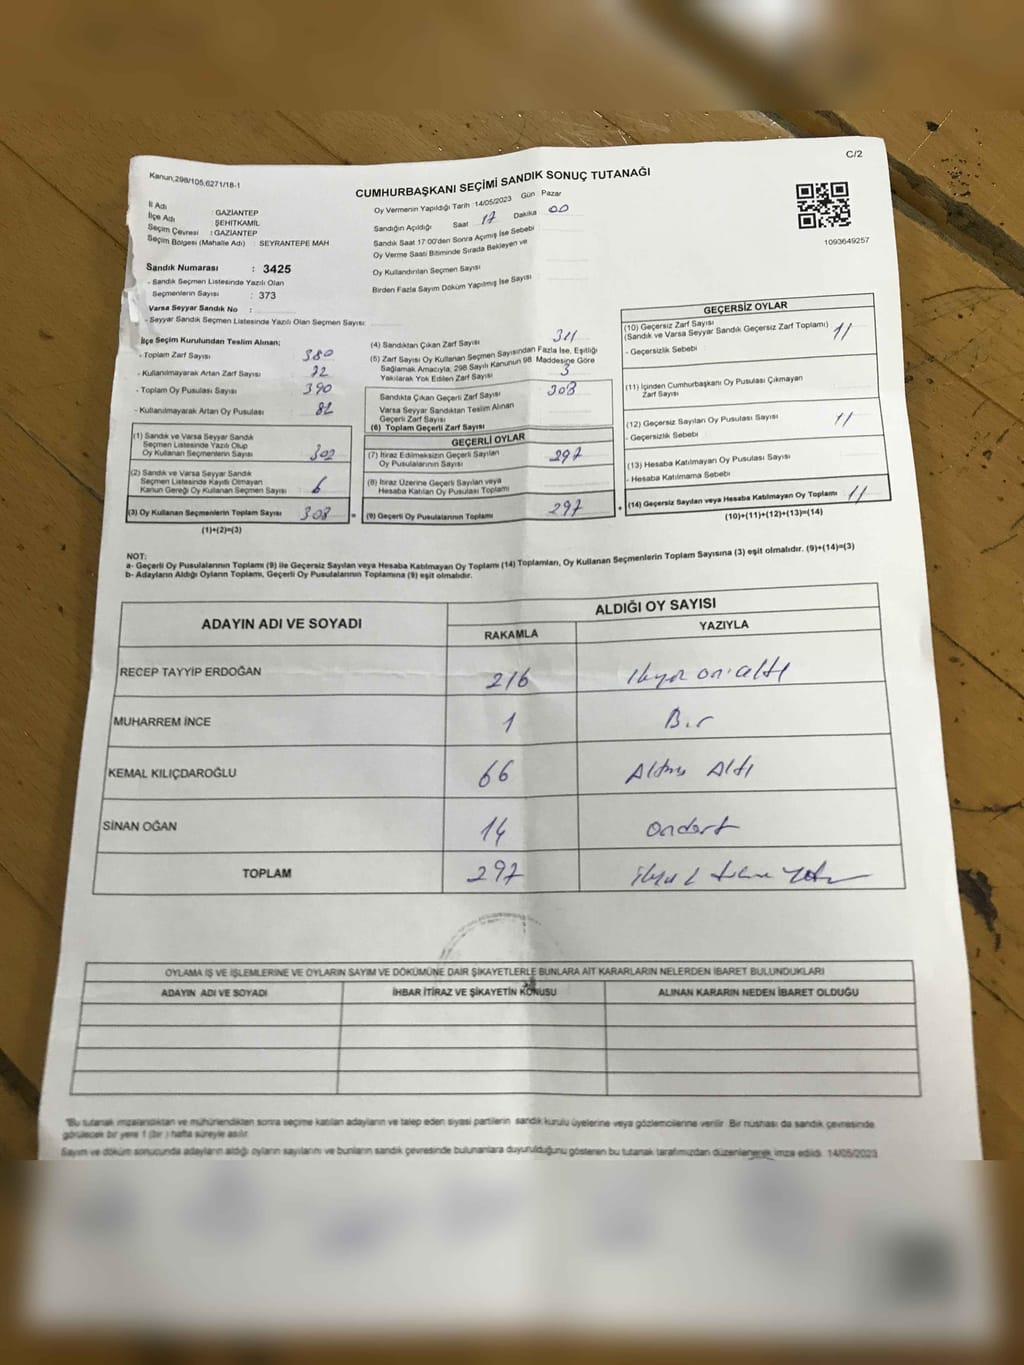 C/2
Kanun:298/105,6271/18-1
CUMHURBAŞKANI SEÇİMİ SANDIK SONUÇ TUTANAĞI
1093649257
İl Adı : GAZİANTEP
İlçe Adı : ŞEHİTKAMİL
Seçim Çevresi : GAZİANTEP
Seçim Bölgesi (Mahalle Adı) : SEYRANTEPE MAH
Oy Vermenin Yapıldığı Tarih :14/05/2023 Gün Pazar
Sandığın Açıldığı Saat 17 Dakika 00
Sandık Saat 17:00'den Sonra Açımış İse Sebebi
Oy Verme Saati Bitiminde Sırada Bekleyen ve
Oy Kullandırılan Seçmen Sayısı
Birden Fazla Sayım Döküm Yapılmış İse Sayısı
Sandık Numarası : 3425
- Sandık Seçmen Listesinde Yazılı Olan
Seçmenlerin Sayısı : 373
Varsa Seyyar Sandık No :
- Seyyar Sandık Seçmen Listesinde Yazılı Olan Seçmen Sayısı:
İlçe Seçim Kurulundan Teslim Alınan;
- Toplam Zarf Sayısı 380
- Kullanılmayarak Artan Zarf Sayısı
- Toplam Oy Pusulası Sayısı 390
- Kullanılmayarak Artan Oy Pusulası 82
(1) Sandık ve Varsa Seyyar Sandık
Seçmen Listesinde Yazılı Olup
Oy Kullanan Seçmenlerin Sayısı 302
(2) Sandık ve Varsa Seyyar Sandık
Seçmen Listesinde Kayıtlı Olmayan
Kanun Gereği Oy Kullanan Seçmen Sayısı 6
(3) Oy Kullanan Seçmenlerin Toplam Sayısı 308 =
(1)+(2)=(3)
(4) Sandıktan Çıkan Zarf Sayısı 311
(5) Zarf Sayısı Oy Kullanan Seçmen Sayısından Fazla İse, Eşitliği
Sağlamak Amacıyla; 298 Sayılı Kanunun 98. Maddesine Göre
Yakılarak Yok Edilen Zarf Sayısı 3
Sandıkta Çıkan Geçerli Zarf Sayısı 308
Varsa Seyyar Sandıktan Teslim Alınan
Geçerli Zarf Sayısı
(6) Toplam Geçerli Zarf Sayısı
GEÇERLİ OYLAR
(7) İtiraz Edilmeksizin Geçerli Sayılan
Oy Pusulalarının Sayısı 297
(8) İtiraz Üzerine Geçerli Sayılan veya
Hesaba Katılan Oy Pusulası Toplamı
(9) Geçerli Oy Pusulalarının Toplamı 297 +
GEÇERSİZ OYLAR
(10) Geçersiz Zarf Sayısı
(Sandık ve Varsa Seyyar Sandık Geçersiz Zarf Toplamı) 11
- Geçersizlik Sebebi
(11) İçinden Cumhurbaşkanı Oy Pusulası Çıkmayan
Zarf Sayısı
(12) Geçersiz Sayılan Oy Pusulası Sayısı 11
- Geçersizlik Sebebi
(13) Hesaba Katılmayan Oy Pusulası Sayısı
- Hesaba Katılmama Sebebi
(14) Geçersiz Sayılan veya Hesaba Katılmayan Oy Toplamı 11
(10)+(11)+(12)+(13)=(14)
NOT:
a- Geçerli Oy Pusulalarının Toplamı (9) ile Geçersiz Sayılan veya Hesaba Katılmayan Oy Toplamı (14) Toplamları, Oy Kullanan Seçmenlerin Toplam Sayısına (3) eşit olmalıdır. (9)+(14)=(3)
b- Adayların Aldığı Oyların Toplamı, Geçerli Oy Pusulalarının Toplamına (9) eşit olmalıdır.
ADAYIN ADI VE SOYADI ALDIĞI OY SAYISI
RAKAMLA YAZIYLA
RECEP TAYYİP ERDOĞAN 216 ikiyüz on altı
MUHARREM İNCE 1 Bir
KEMAL KILIÇDAROĞLU 66 Altmış Altı
SİNAN OĞAN 14 ondört
TOPLAM 297
OYLAMA İŞ VE İŞLEMLERİNE VE OYLARIN SAYIM VE DÖKÜMÜNE DAİR ŞİKAYETLERLE BUNLARA AİT KARARLARIN NELERDEN İBARET BULUNDUKLARI
ADAYIN ADI VE SOYADI İHBAR İTİRAZ VE ŞİKAYETİN KONUSU ALINAN KARARIN NEDEN İBARET OLDUĞU
"Bu tutanak imzalandıktan ve mühürlendikten sonra seçime katılan adayların ve talep eden siyasi partilerin sandık kurulu üyelerine veya gözlemcilerine verilir. Bir nüshası da sandık çevresinde
görülecek bir yere 1 (bir ) hafta süreyle asılır.
Sayım ve döküm sonucunda adayların aldığı oyların sayılarını ve bunların sandık çevresinde bulunanlara duyurulduğunu gösteren bu tutanak tarafımızdan düzenlenerek imza edildi. 14/05/2023